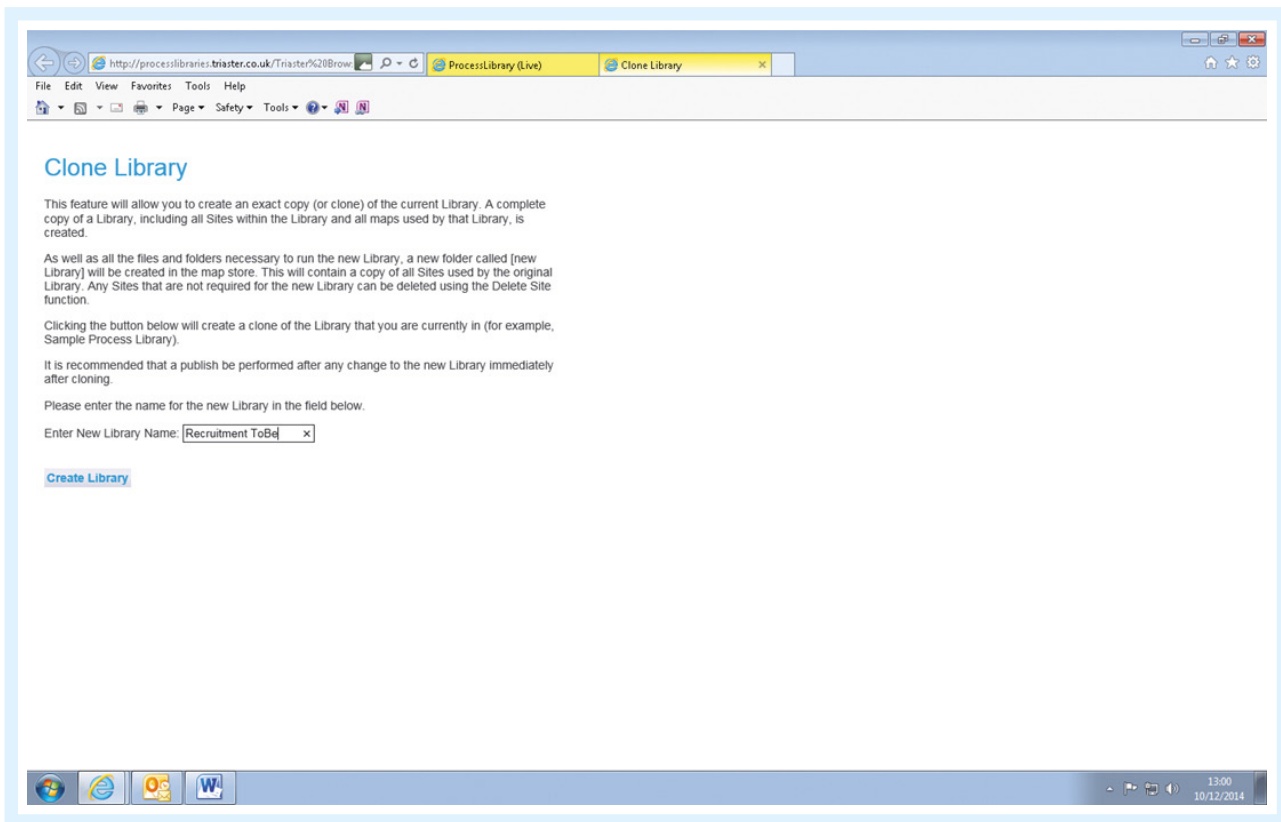 http://processlibraries.triaster.co.uk/Triaster%20Brow
ProcessLibrary (Live)
Clone Library
File Edit View Favorites Tools Help
Page Safety Tools
Clone Library
This feature will allow you to create an exact copy (or clone) of the current Library. A complete
copy of a Library, including all Sites within the Library and all maps used by that Library, is
created.
As well as all the files and folders necessary to run the new Library, a new folder called [new
Library] will be created in the map store. This will contain a copy of all Sites used by the original
Library. Any Sites that are not required for the new Library can be deleted using the Delete Site
function.
Clicking the button below will create a clone of the Library that you are currently in (for example,
Sample Process Library).
It is recommended that a publish be performed after any change to the new Library immediately
after cloning.
Please enter the name for the new Library in the field below.
Enter New Library Name: Recruitment ToBe
Create Library
13:00
10/12/2014